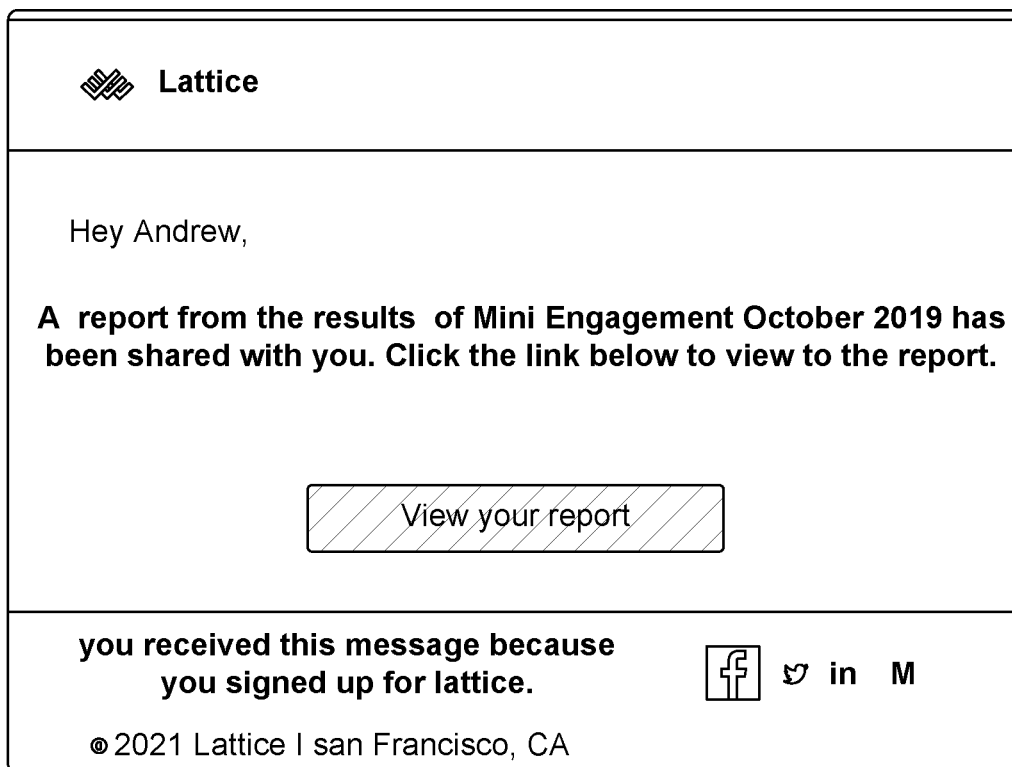 Lattice
Hey Andrew,
A report from the results of Mini Engagement October 2019 has
been shared with you. Click the link below to view to the report.
View your report
you received this message because
you signed up for lattice.
in M
© 2021 Lattice I san Francisco, CA